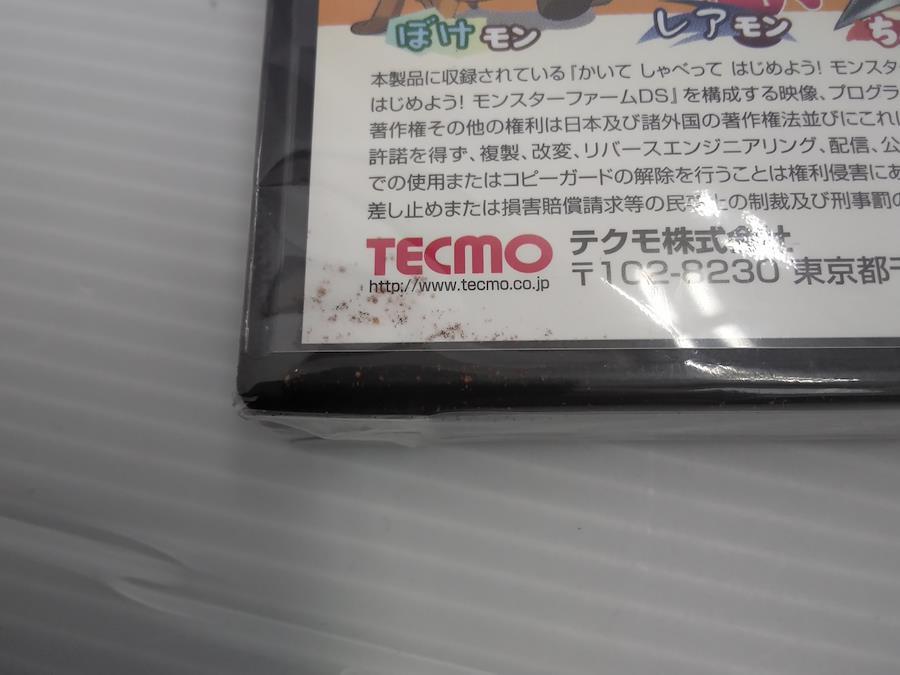 ぼけモン
レアモン
ち
本製品に収録されている『かいて しゃべって はじめよう! モンスタ
はじめよう! モンスターファームDS』を構成する映像、プログラ
著作権その他の権利は日本及び諸外国の著作権法並びにこれ
許諾を得ず、複製、改変、リバースエンジニアリング、配信、公
での使用またはコピーガードの解除を行うことは権利侵害にあ
差し止めまたは損害賠償請求等の民事上の制裁及び刑事罰の
TECMO テクモ株式会社
http://www.tecmo.co.jp 〒102-8230 東京都千